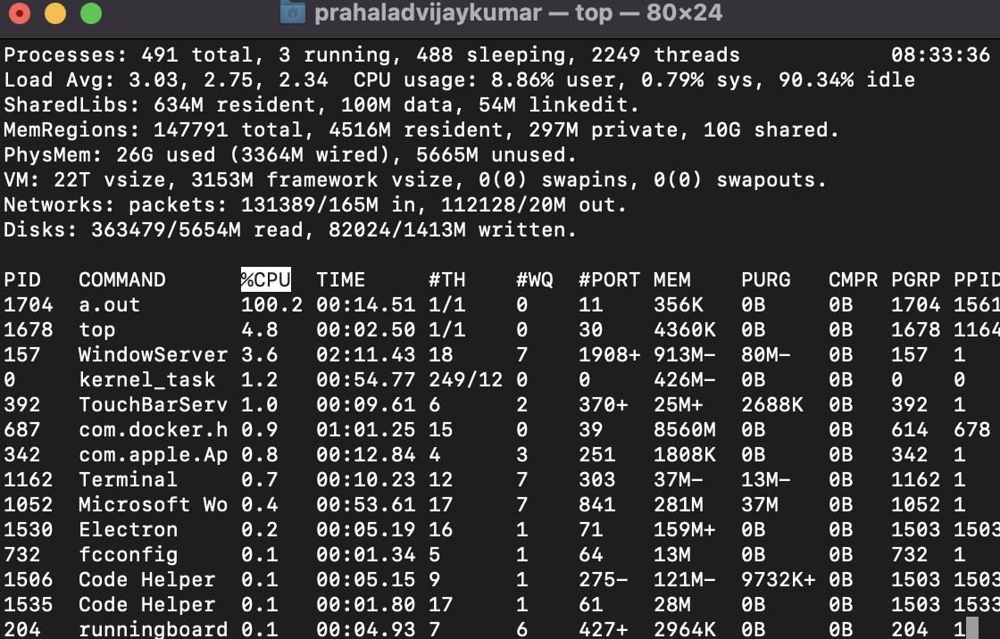 prahaladvijaykumar — top — 80×24
Processes: 491 total, 3 running, 488 sleeping, 2249 threads 08:33:36
Load Avg: 3.03, 2.75, 2.34 CPU usage: 8.86% user, 0.79% sys, 90.34% idle
SharedLibs: 634M resident, 100M data, 54M linkedit.
MemRegions: 147791 total, 4516M resident, 297M private, 10G shared.
PhysMem: 26G used (3364M wired), 5665M unused.
VM: 22T vsize, 3153M framework vsize, 0(0) swapins, 0(0) swapouts.
Networks: packets: 131389/165M in, 112128/20M out.
Disks: 363479/5654M read, 82024/1413M written.
PID COMMAND %CPU TIME #TH #WQ #PORT MEM PURG CMPR PGRP PPID
1704 a.out 100.2 00:14.51 1/1 0 11 356K 0B 0B 1704 1561
1678 top 4.8 00:02.50 1/1 0 30 4360K 0B 0B 1678 1164
157 WindowServer 3.6 02:11.43 18 7 1908+ 913M- 80M- 0B 157 1
0 kernel_task 1.2 00:54.77 249/12 0 0 426M- 0B 0B 0 0
392 TouchBarServ 1.0 00:09.61 6 2 370+ 25M+ 2688K 0B 392 1
687 com.docker.h 0.9 01:01.25 15 0 39 8560M 0B 0B 614 678
342 com.apple.Ap 0.8 00:12.84 4 3 251 1808K 0B 0B 342 1
1162 Terminal 0.7 00:10.23 12 7 303 37M- 13M- 0B 1162 1
1052 Microsoft Wo 0.4 00:53.61 17 7 841 281M 37M 0B 1052 1
1530 Electron 0.2 00:05.19 16 1 71 159M+ 0B 0B 1503 1503
732 fcconfig 0.1 00:01.34 5 1 64 13M 0B 0B 732 1
1506 Code Helper 0.1 00:05.15 9 1 275- 121M- 9732K+ 0B 1503 1503
1535 Code Helper 0.1 00:01.80 17 1 61 28M 0B 0B 1503 1533
204 runningboard 0.1 00:04.93 7 6 427+ 2964K 0B 0B 204 1